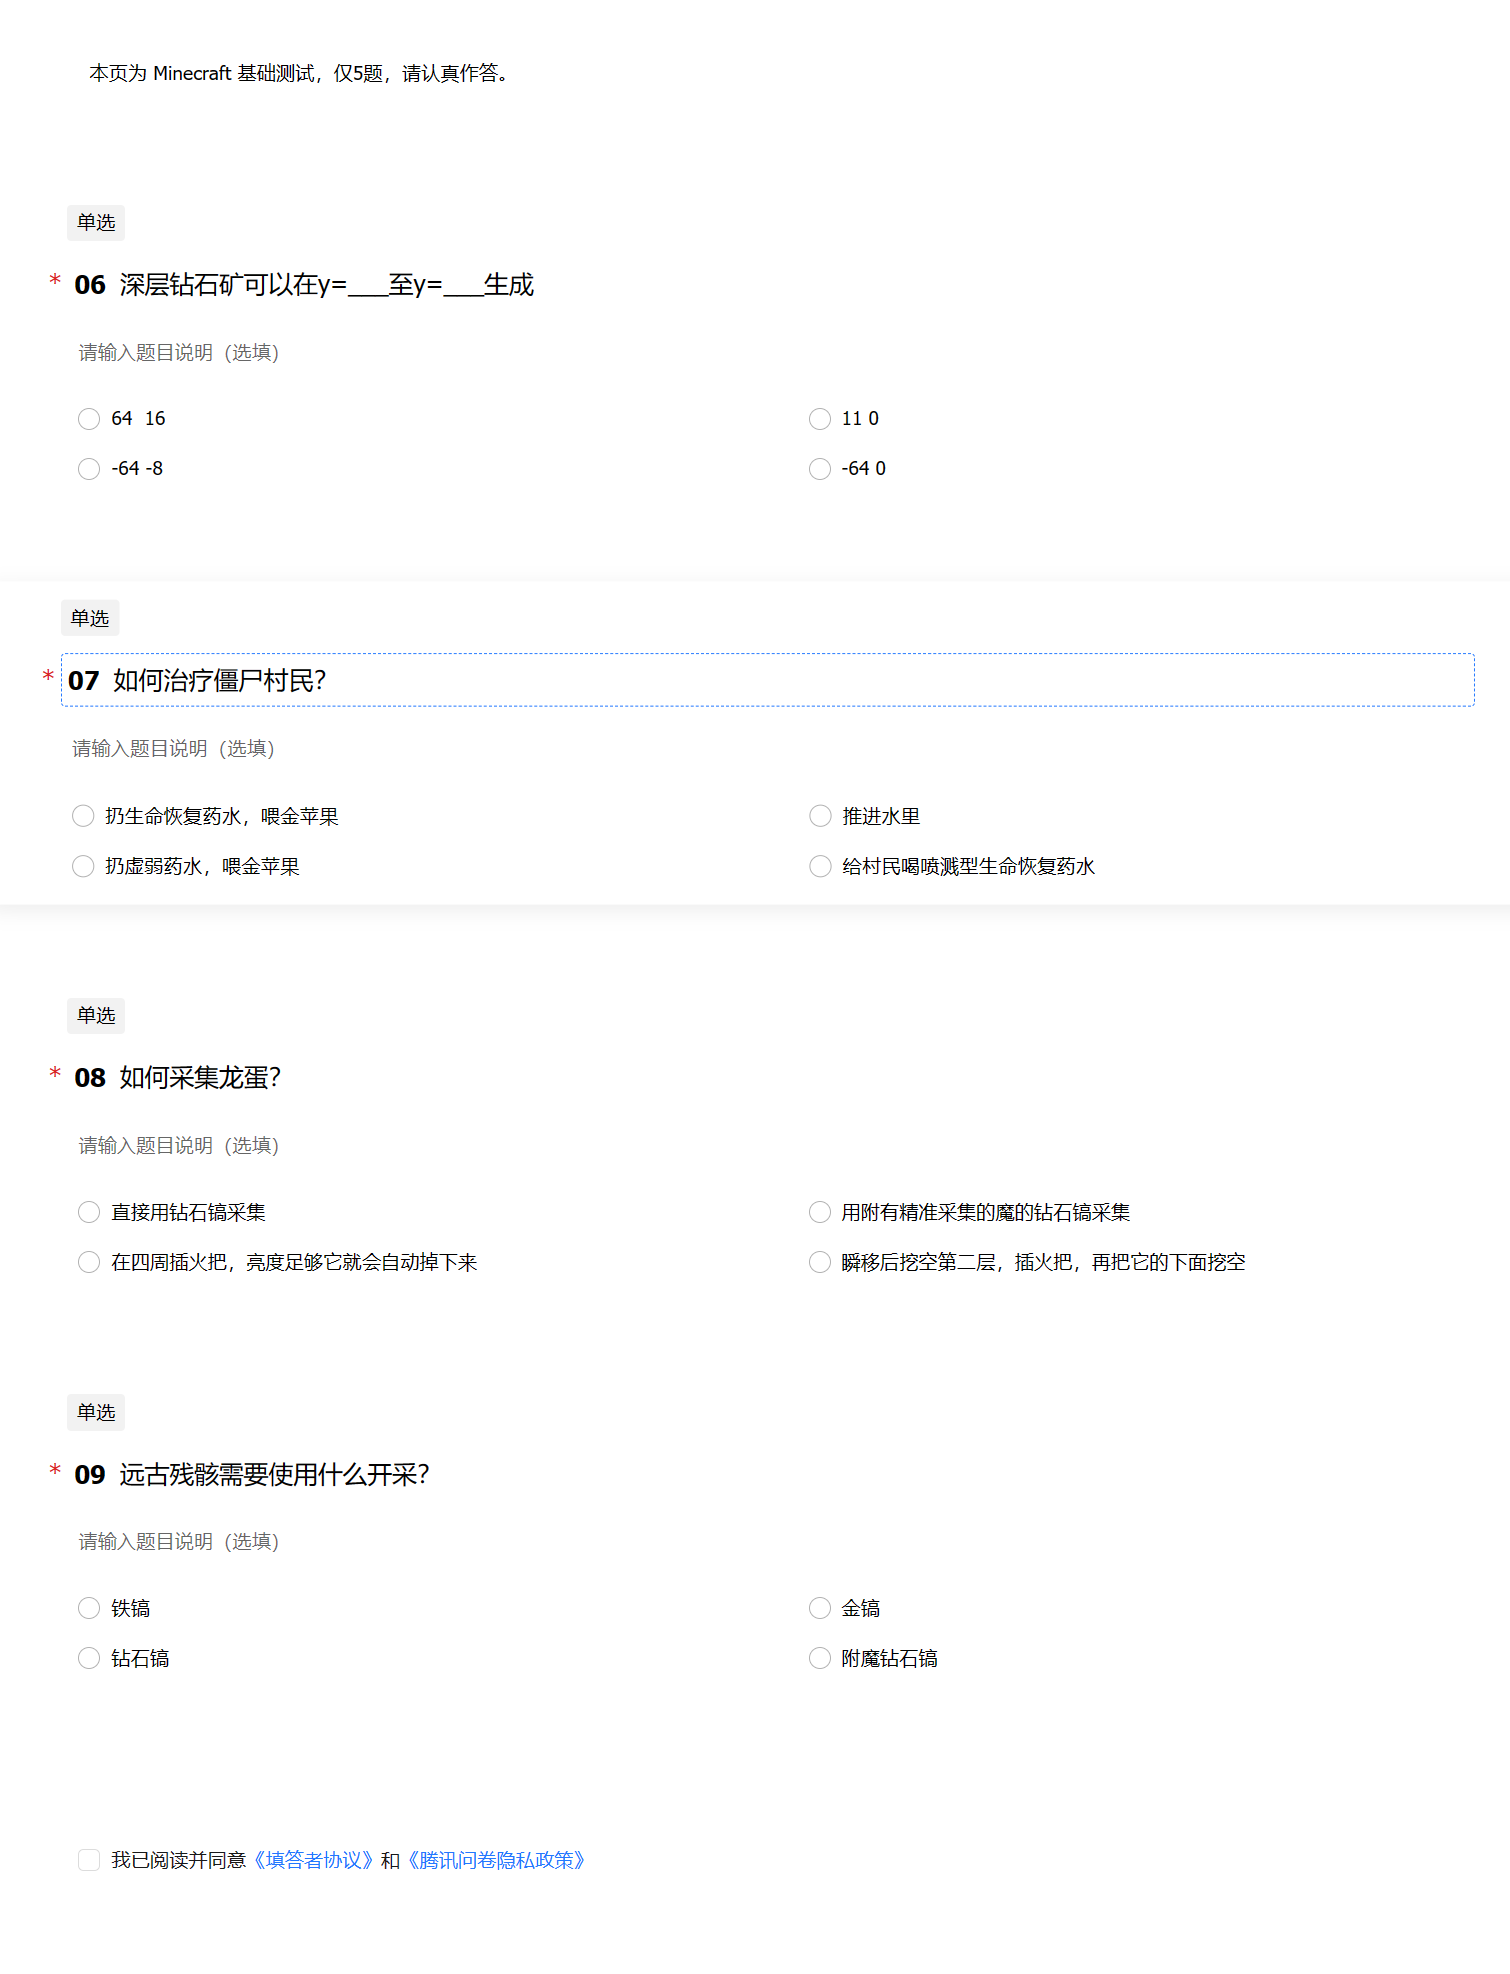 本页为 Minecraft 基础测试，仅5题，请认真作答。
单选
* 06 深层钻石矿可以在y=___至y=___生成
请输入题目说明（选填）
64  16
11 0
-64 -8
-64 0
单选
* 07 如何治疗僵尸村民？
请输入题目说明（选填）
扔生命恢复药水，喂金苹果
推进水里
扔虚弱药水，喂金苹果
给村民喝喷溅型生命恢复药水
单选
* 08 如何采集龙蛋？
请输入题目说明（选填）
直接用钻石镐采集
用附有精准采集的魔的钻石镐采集
在四周插火把，亮度足够它就会自动掉下来
瞬移后挖空第二层，插火把，再把它的下面挖空
单选
* 09 远古残骸需要使用什么开采？
请输入题目说明（选填）
铁镐
金镐
钻石镐
附魔钻石镐
我已阅读并同意《填答者协议》和《腾讯问卷隐私政策》